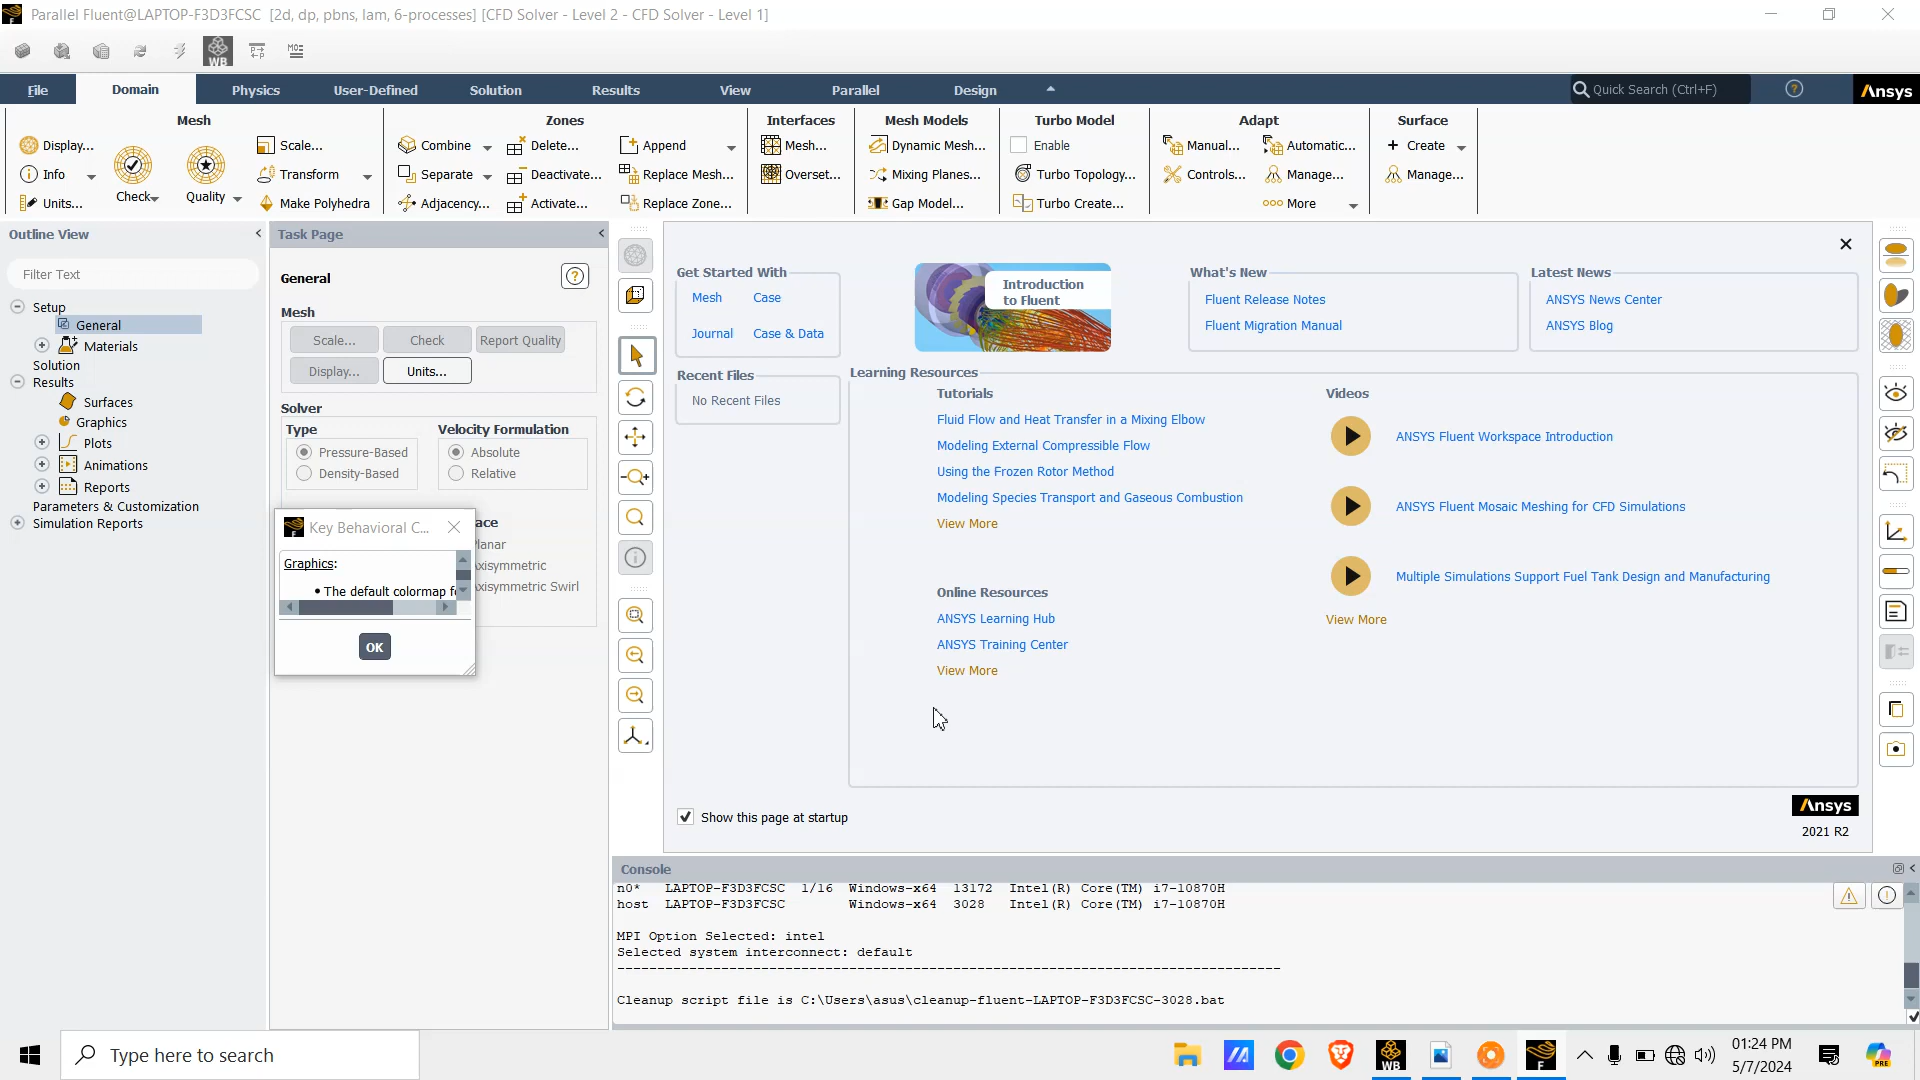 Parallel Fluent@LAPTOP-F3D3FCSC [2d, dp, pbns, lam, 6-processes] [CFD Solver - Level 2 - CFD Solver - Level 1]
WB
File Domain Physics User-Defined Solution Results View Parallel Design Quick Search (Ctrl+F) Ansys
Mesh Zones Interfaces Mesh Models Turbo Model Adapt Surface
Display... Scale... Combine Delete... Append Mesh... Dynamic Mesh... Enable Manual... Automatic... Create
Info Transform Separate Deactivate... Replace Mesh... Overset... Mixing Planes... Turbo Topology... Controls... Manage... Manage...
Check Quality
Units... Make Polyhedra Adjacency... Activate... Replace Zone... Gap Model... Turbo Create... More
Outline View
Filter Text
Setup
General
Materials
Solution
Results
Surfaces
Graphics
Plots
Animations
Reports
Parameters & Customization
Simulation Reports
Task Page
General
Mesh
Scale... Check Report Quality
Display... Units...
Solver
Type Velocity Formulation
Pressure-Based Absolute
Density-Based Relative
ace
Planar
Axisymmetric
Axisymmetric Swirl
Key Behavioral C...
Graphics:
• The default colormap f
OK
Get Started With
Mesh Case
Journal Case & Data
Recent Files
No Recent Files
Introduction
to Fluent
What's New
Fluent Release Notes
Fluent Migration Manual
Latest News
ANSYS News Center
ANSYS Blog
Learning Resources
Tutorials
Fluid Flow and Heat Transfer in a Mixing Elbow
Modeling External Compressible Flow
Using the Frozen Rotor Method
Modeling Species Transport and Gaseous Combustion
View More
Online Resources
ANSYS Learning Hub
ANSYS Training Center
View More
Videos
ANSYS Fluent Workspace Introduction
ANSYS Fluent Mosaic Meshing for CFD Simulations
Multiple Simulations Support Fuel Tank Design and Manufacturing
View More
Show this page at startup
Ansys
2021 R2
Console
n0* LAPTOP-F3D3FCSC 1/16 Windows-x64 13172 Intel(R) Core(TM) i7-10870H
host LAPTOP-F3D3FCSC Windows-x64 3028 Intel(R) Core(TM) i7-10870H
MPI Option Selected: intel
Selected system interconnect: default
--------------------------------------------------------------------------------
Cleanup script file is C:\Users\asus\cleanup-fluent-LAPTOP-F3D3FCSC-3028.bat
Type here to search
WB
F
01:24 PM
5/7/2024
PRE